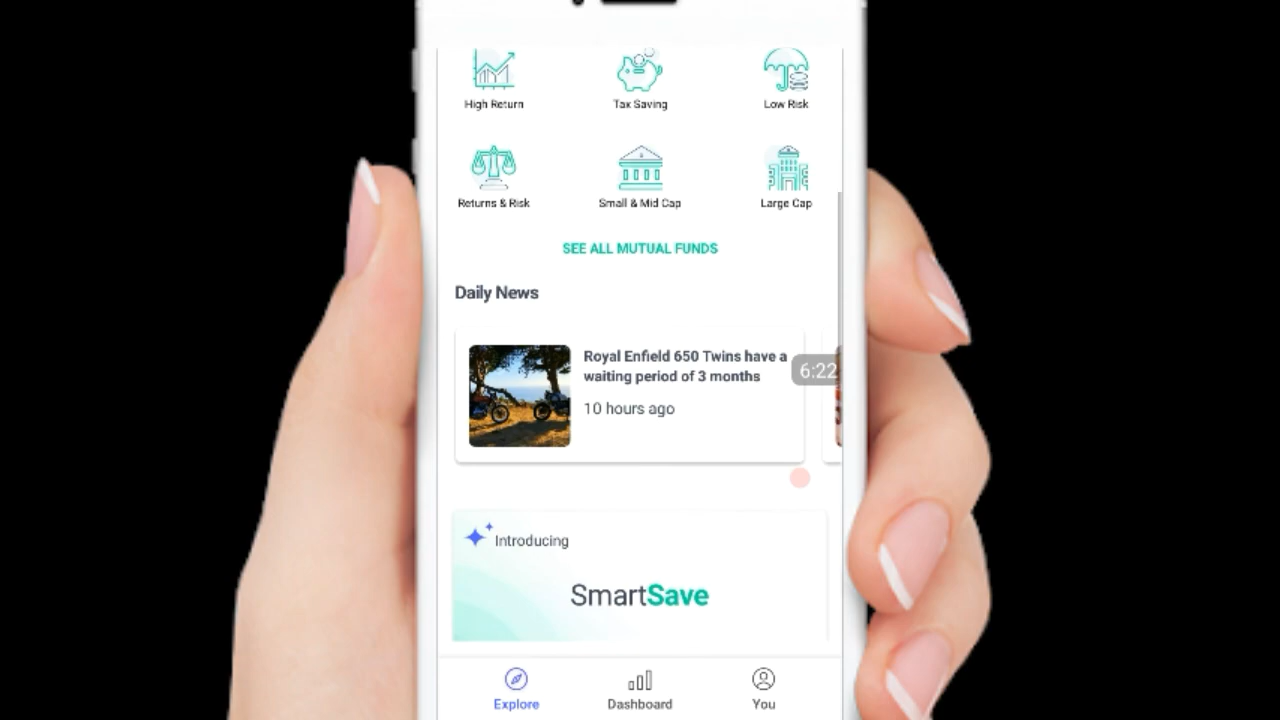 High Return
Tax Saving
Low Risk
Returns & Risk
Small & Mid Cap
Large Cap
SEE ALL MUTUAL FUNDS
Daily News
Royal Enfield 650 Twins have a
waiting period of 3 months
10 hours ago
6:22
Introducing
SmartSave
Explore
Dashboard
You